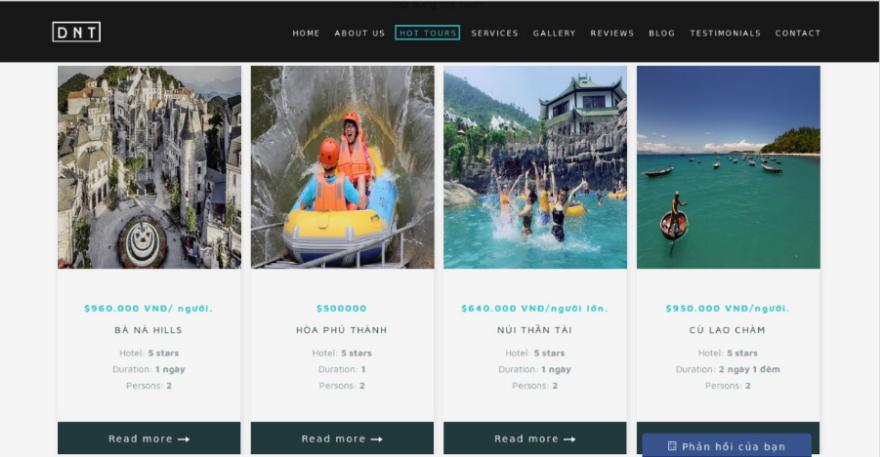 DNT
HOME ABOUT US HOT TOURS SERVICES GALLERY REVIEWS BLOG TESTIMONIALS CONTACT
$960.000 VNĐ/ người.
BÀ NÀ HILLS
Hotel: 5 stars
Duration: 1 ngày
Persons: 2
Read more →
$500000
HÒA PHÚ THÀNH
Hotel: 5 stars
Duration: 1
Persons: 2
Read more →
$640.000 VNĐ/người lớn.
NÚI THẦN TÀI
Hotel: 5 stars
Duration: 1 ngày
Persons: 2
Read more →
$950.000 VNĐ/người.
CÙ LAO CHÀM
Hotel: 5 stars
Duration: 2 ngày 1 đêm
Persons: 2
Phản hồi của bạn